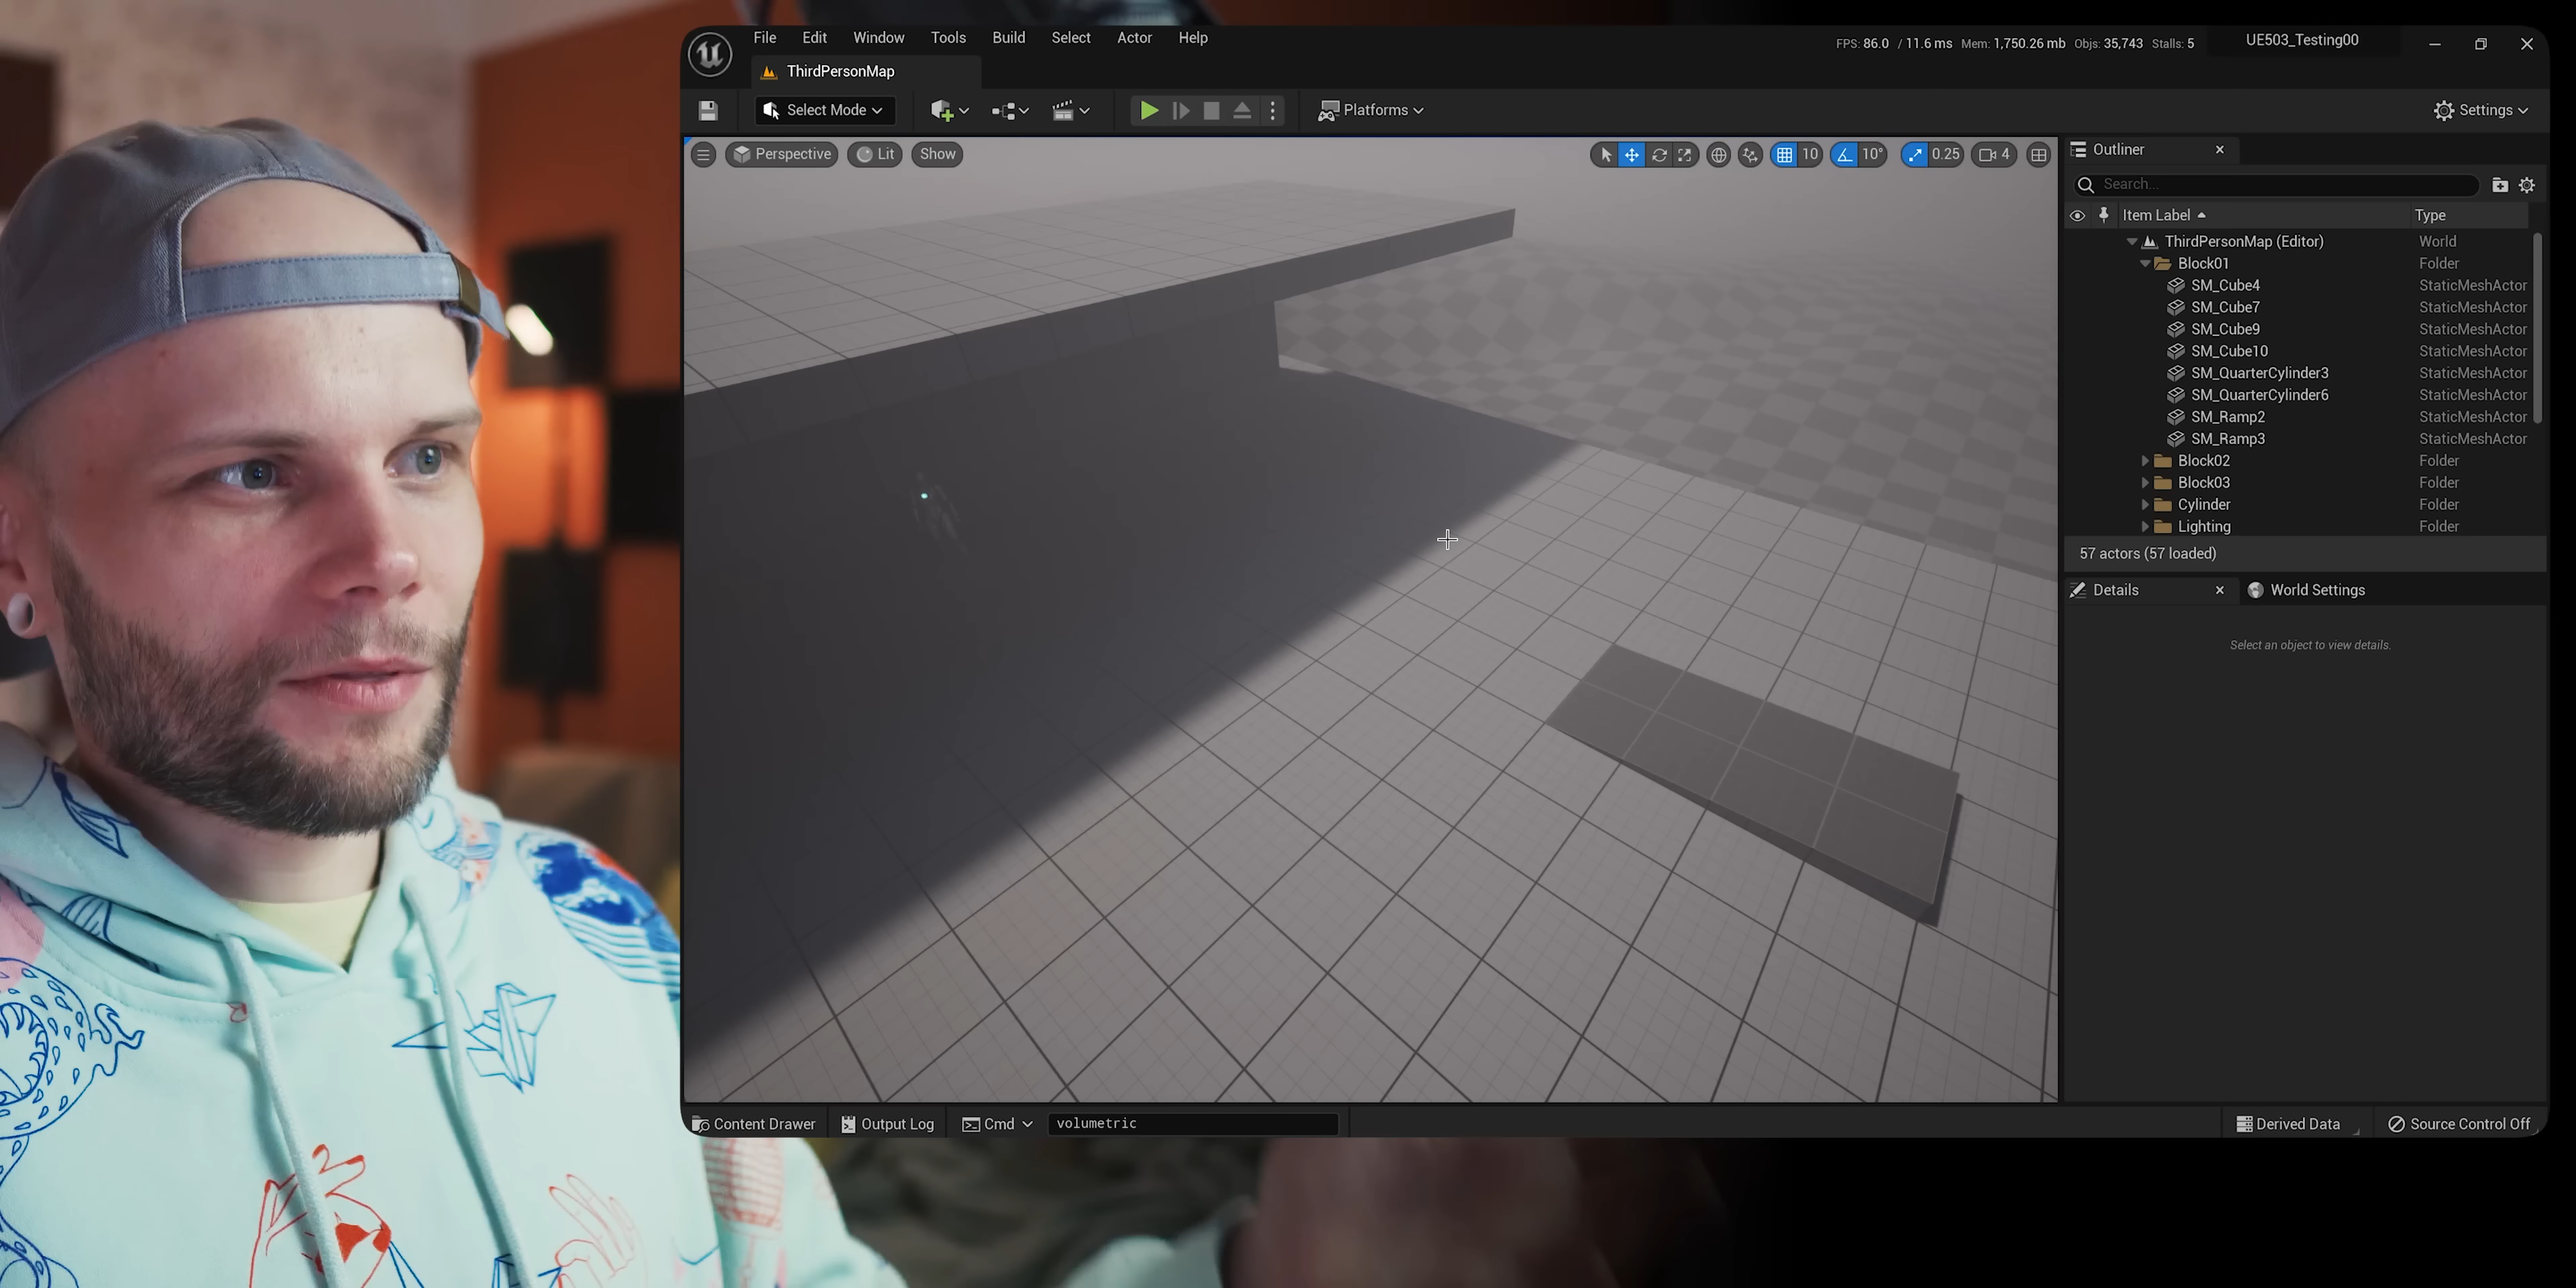 File Edit Window Tools Build Select Actor Help
FPS: 86.0 / 11.6 ms Mem: 1,750.26 mb Objs: 35,743 Stalls: 5
UE503_Testing00
ThirdPersonMap
Select Mode
Platforms
Settings
Perspective Lit Show
10 10° 0.25 4
Outliner
Search...
Item Label Type
ThirdPersonMap (Editor) World
Block01 Folder
SM_Cube4 StaticMeshActor
SM_Cube7 StaticMeshActor
SM_Cube9 StaticMeshActor
SM_Cube10 StaticMeshActor
SM_QuarterCylinder3 StaticMeshActor
SM_QuarterCylinder6 StaticMeshActor
SM_Ramp2 StaticMeshActor
SM_Ramp3 StaticMeshActor
Block02 Folder
Block03 Folder
Cylinder Folder
Lighting Folder
57 actors (57 loaded)
Details World Settings
Select an object to view details.
Content Drawer Output Log Cmd volumetric
Derived Data Source Control Off